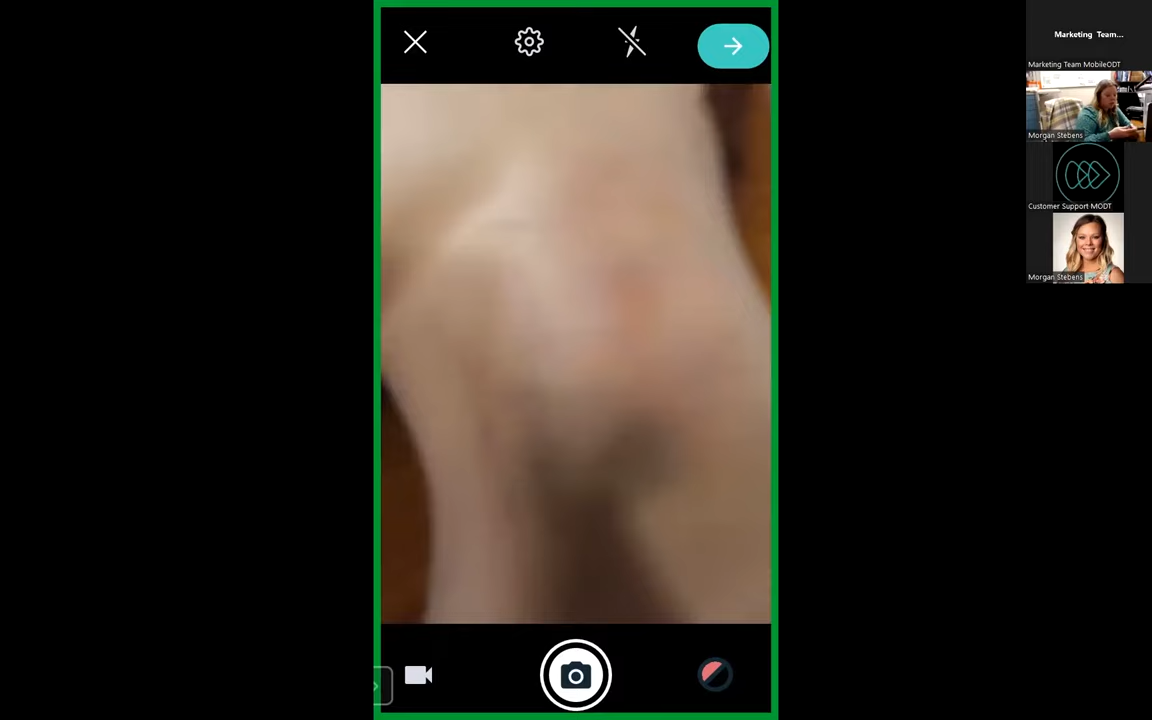 Marketing Team...
Marketing Team MobileODT
Morgan Stebens
Customer Support MODT
Morgan Stebens